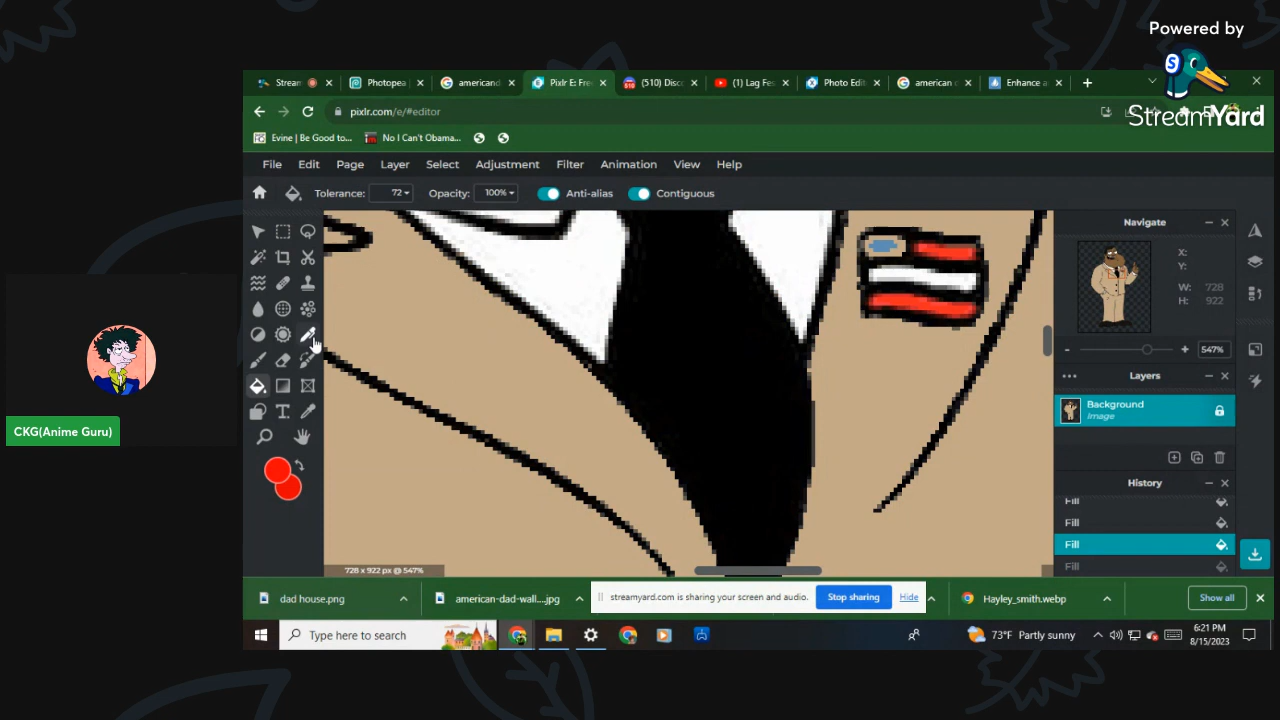 Powered by
StreamYard
Stream
Photopea
americand
Pixlr E: Fre
(510) Disc
(1) Lag Fes
Photo Edit
american d
Enhance a
pixlr.com/e/#editor
Evine | Be Good to...
No I Can't Obama...
File Edit Page Layer Select Adjustment Filter Animation View Help
Tolerance: 72 Opacity: 100% Anti-alias Contiguous
Navigate
X:
Y:
W: 728
H: 922
547%
Layers
Background
Image
History
Fill
Fill
Fill
Fill
728 x 922 px @ 547%
CKG(Anime Guru)
dad house.png
american-dad-wall....jpg
streamyard.com is sharing your screen and audio.
Stop sharing
Hide
Hayley_smith.webp
Show all
Type here to search
73°F Partly sunny
6:21 PM
8/15/2023